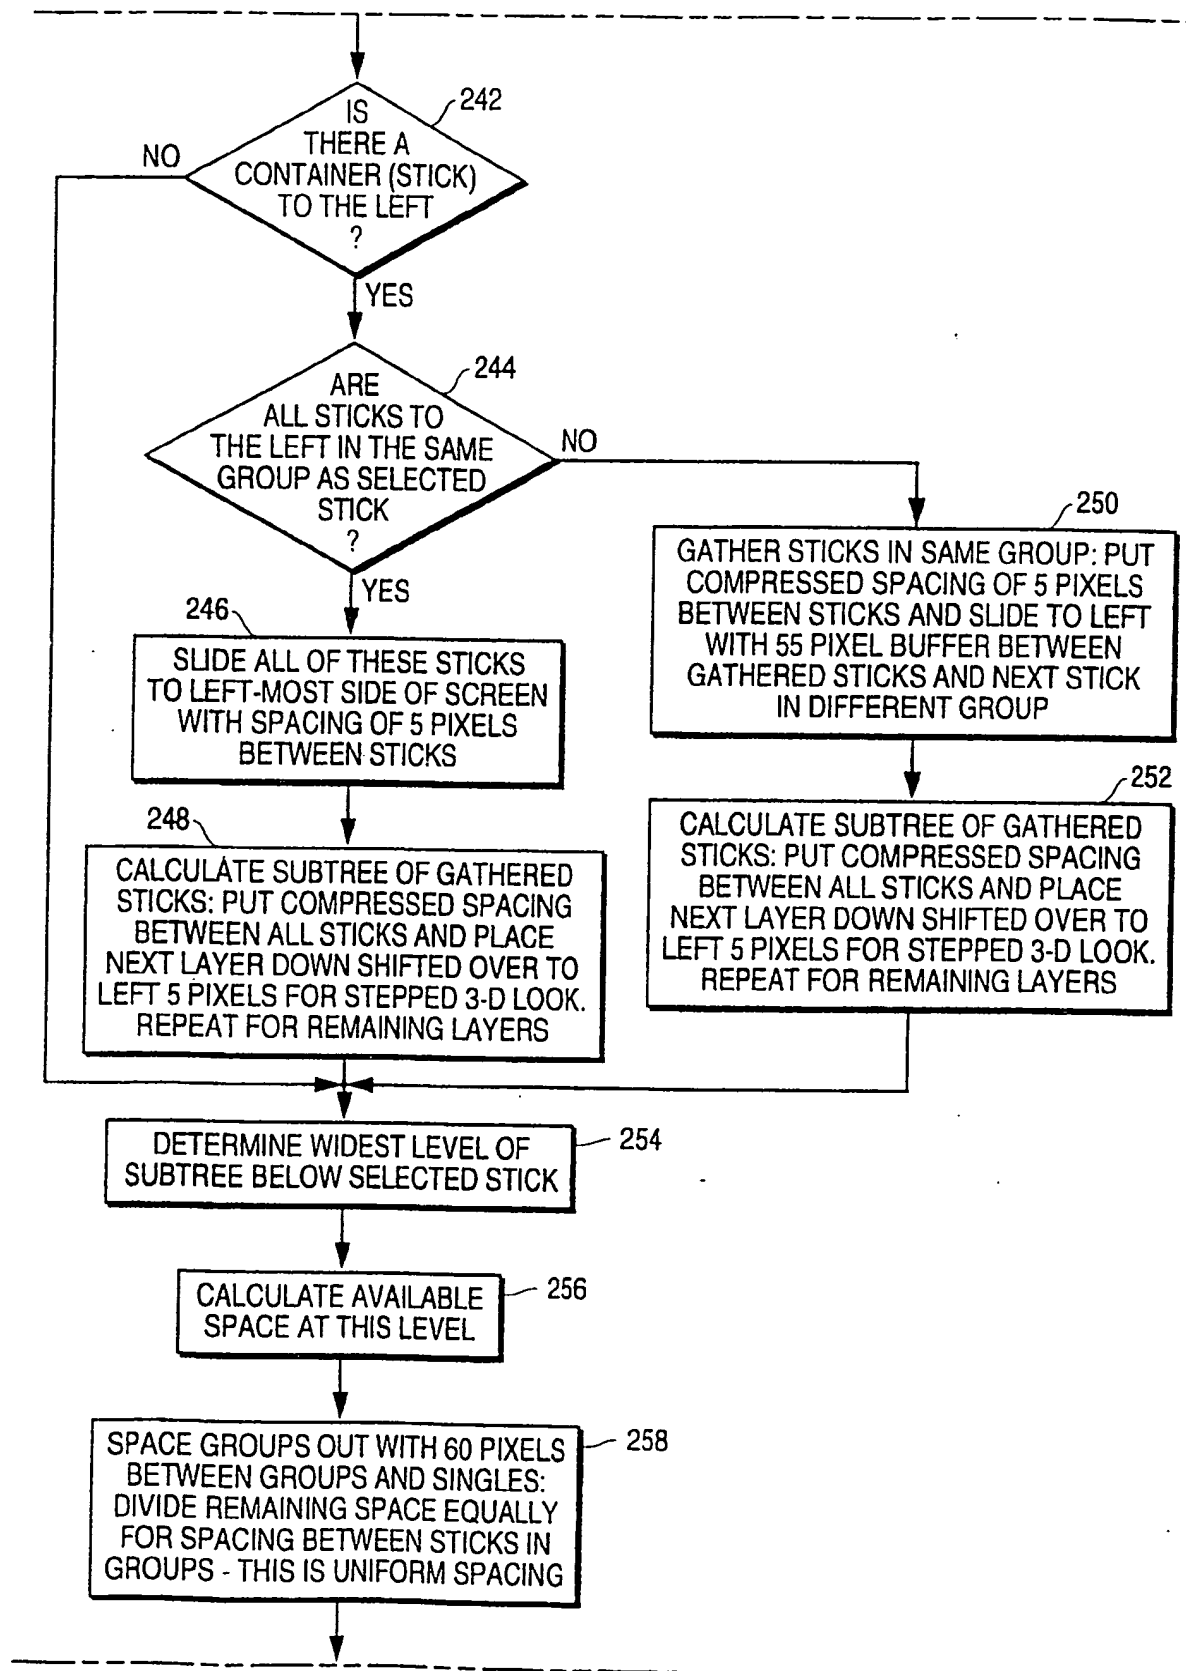 242
IS
THERE A
CONTAINER (STICK)
TO THE LEFT
?
NO
YES
244
ARE
ALL STICKS TO
THE LEFT IN THE SAME
GROUP AS SELECTED
STICK
?
NO
YES
246
SLIDE ALL OF THESE STICKS
TO LEFT-MOST SIDE OF SCREEN
WITH SPACING OF 5 PIXELS
BETWEEN STICKS
250
GATHER STICKS IN SAME GROUP: PUT
COMPRESSED SPACING OF 5 PIXELS
BETWEEN STICKS AND SLIDE TO LEFT
WITH 55 PIXEL BUFFER BETWEEN
GATHERED STICKS AND NEXT STICK
IN DIFFERENT GROUP
248
CALCULATE SUBTREE OF GATHERED
STICKS: PUT COMPRESSED SPACING
BETWEEN ALL STICKS AND PLACE
NEXT LAYER DOWN SHIFTED OVER TO
LEFT 5 PIXELS FOR STEPPED 3-D LOOK.
REPEAT FOR REMAINING LAYERS
252
CALCULATE SUBTREE OF GATHERED
STICKS: PUT COMPRESSED SPACING
BETWEEN ALL STICKS AND PLACE
NEXT LAYER DOWN SHIFTED OVER TO
LEFT 5 PIXELS FOR STEPPED 3-D LOOK.
REPEAT FOR REMAINING LAYERS
254
DETERMINE WIDEST LEVEL OF
SUBTREE BELOW SELECTED STICK
256
CALCULATE AVAILABLE
SPACE AT THIS LEVEL
258
SPACE GROUPS OUT WITH 60 PIXELS
BETWEEN GROUPS AND SINGLES:
DIVIDE REMAINING SPACE EQUALLY
FOR SPACING BETWEEN STICKS IN
GROUPS - THIS IS UNIFORM SPACING